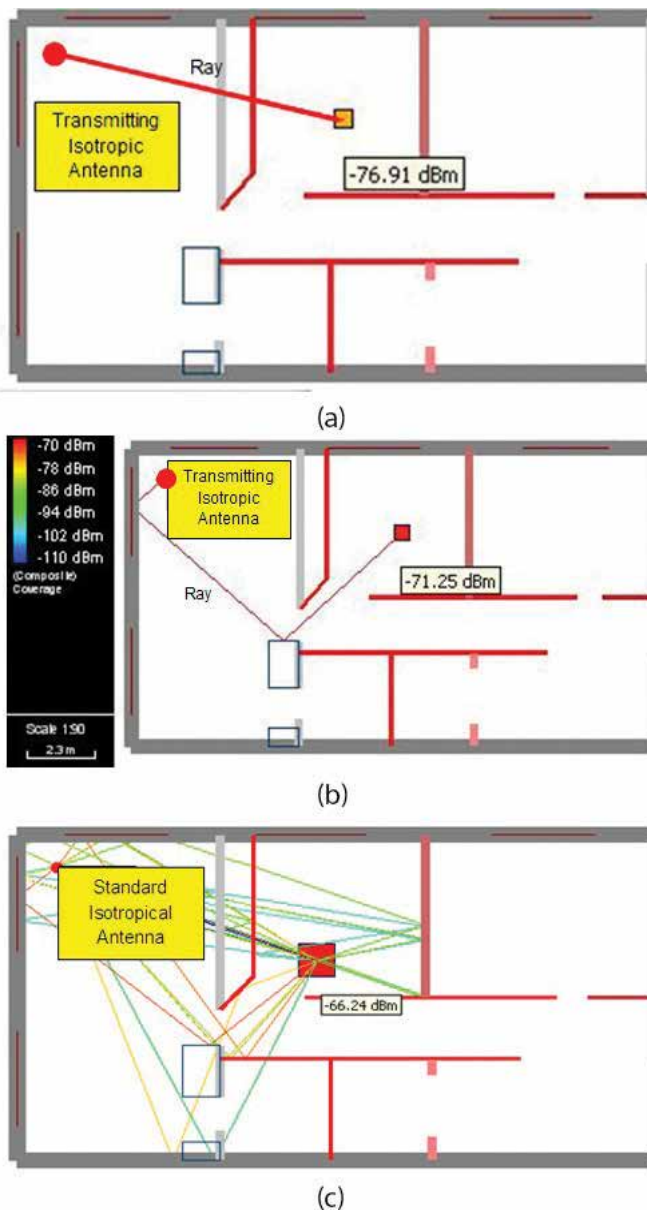 Ray
Transmitting
Isotropic
Antenna
-76.91 dBm
(a)
-70 dBm
-78 dBm
-86 dBm
-94 dBm
-102 dBm
-110 dBm
(Composite)
Coverage
Scale 1:90
2.3 m
Transmitting
Isotropic
Antenna
Ray
-71.25 dBm
(b)
Standard
Isotropical
Antenna
-66.24 dBm
(c)